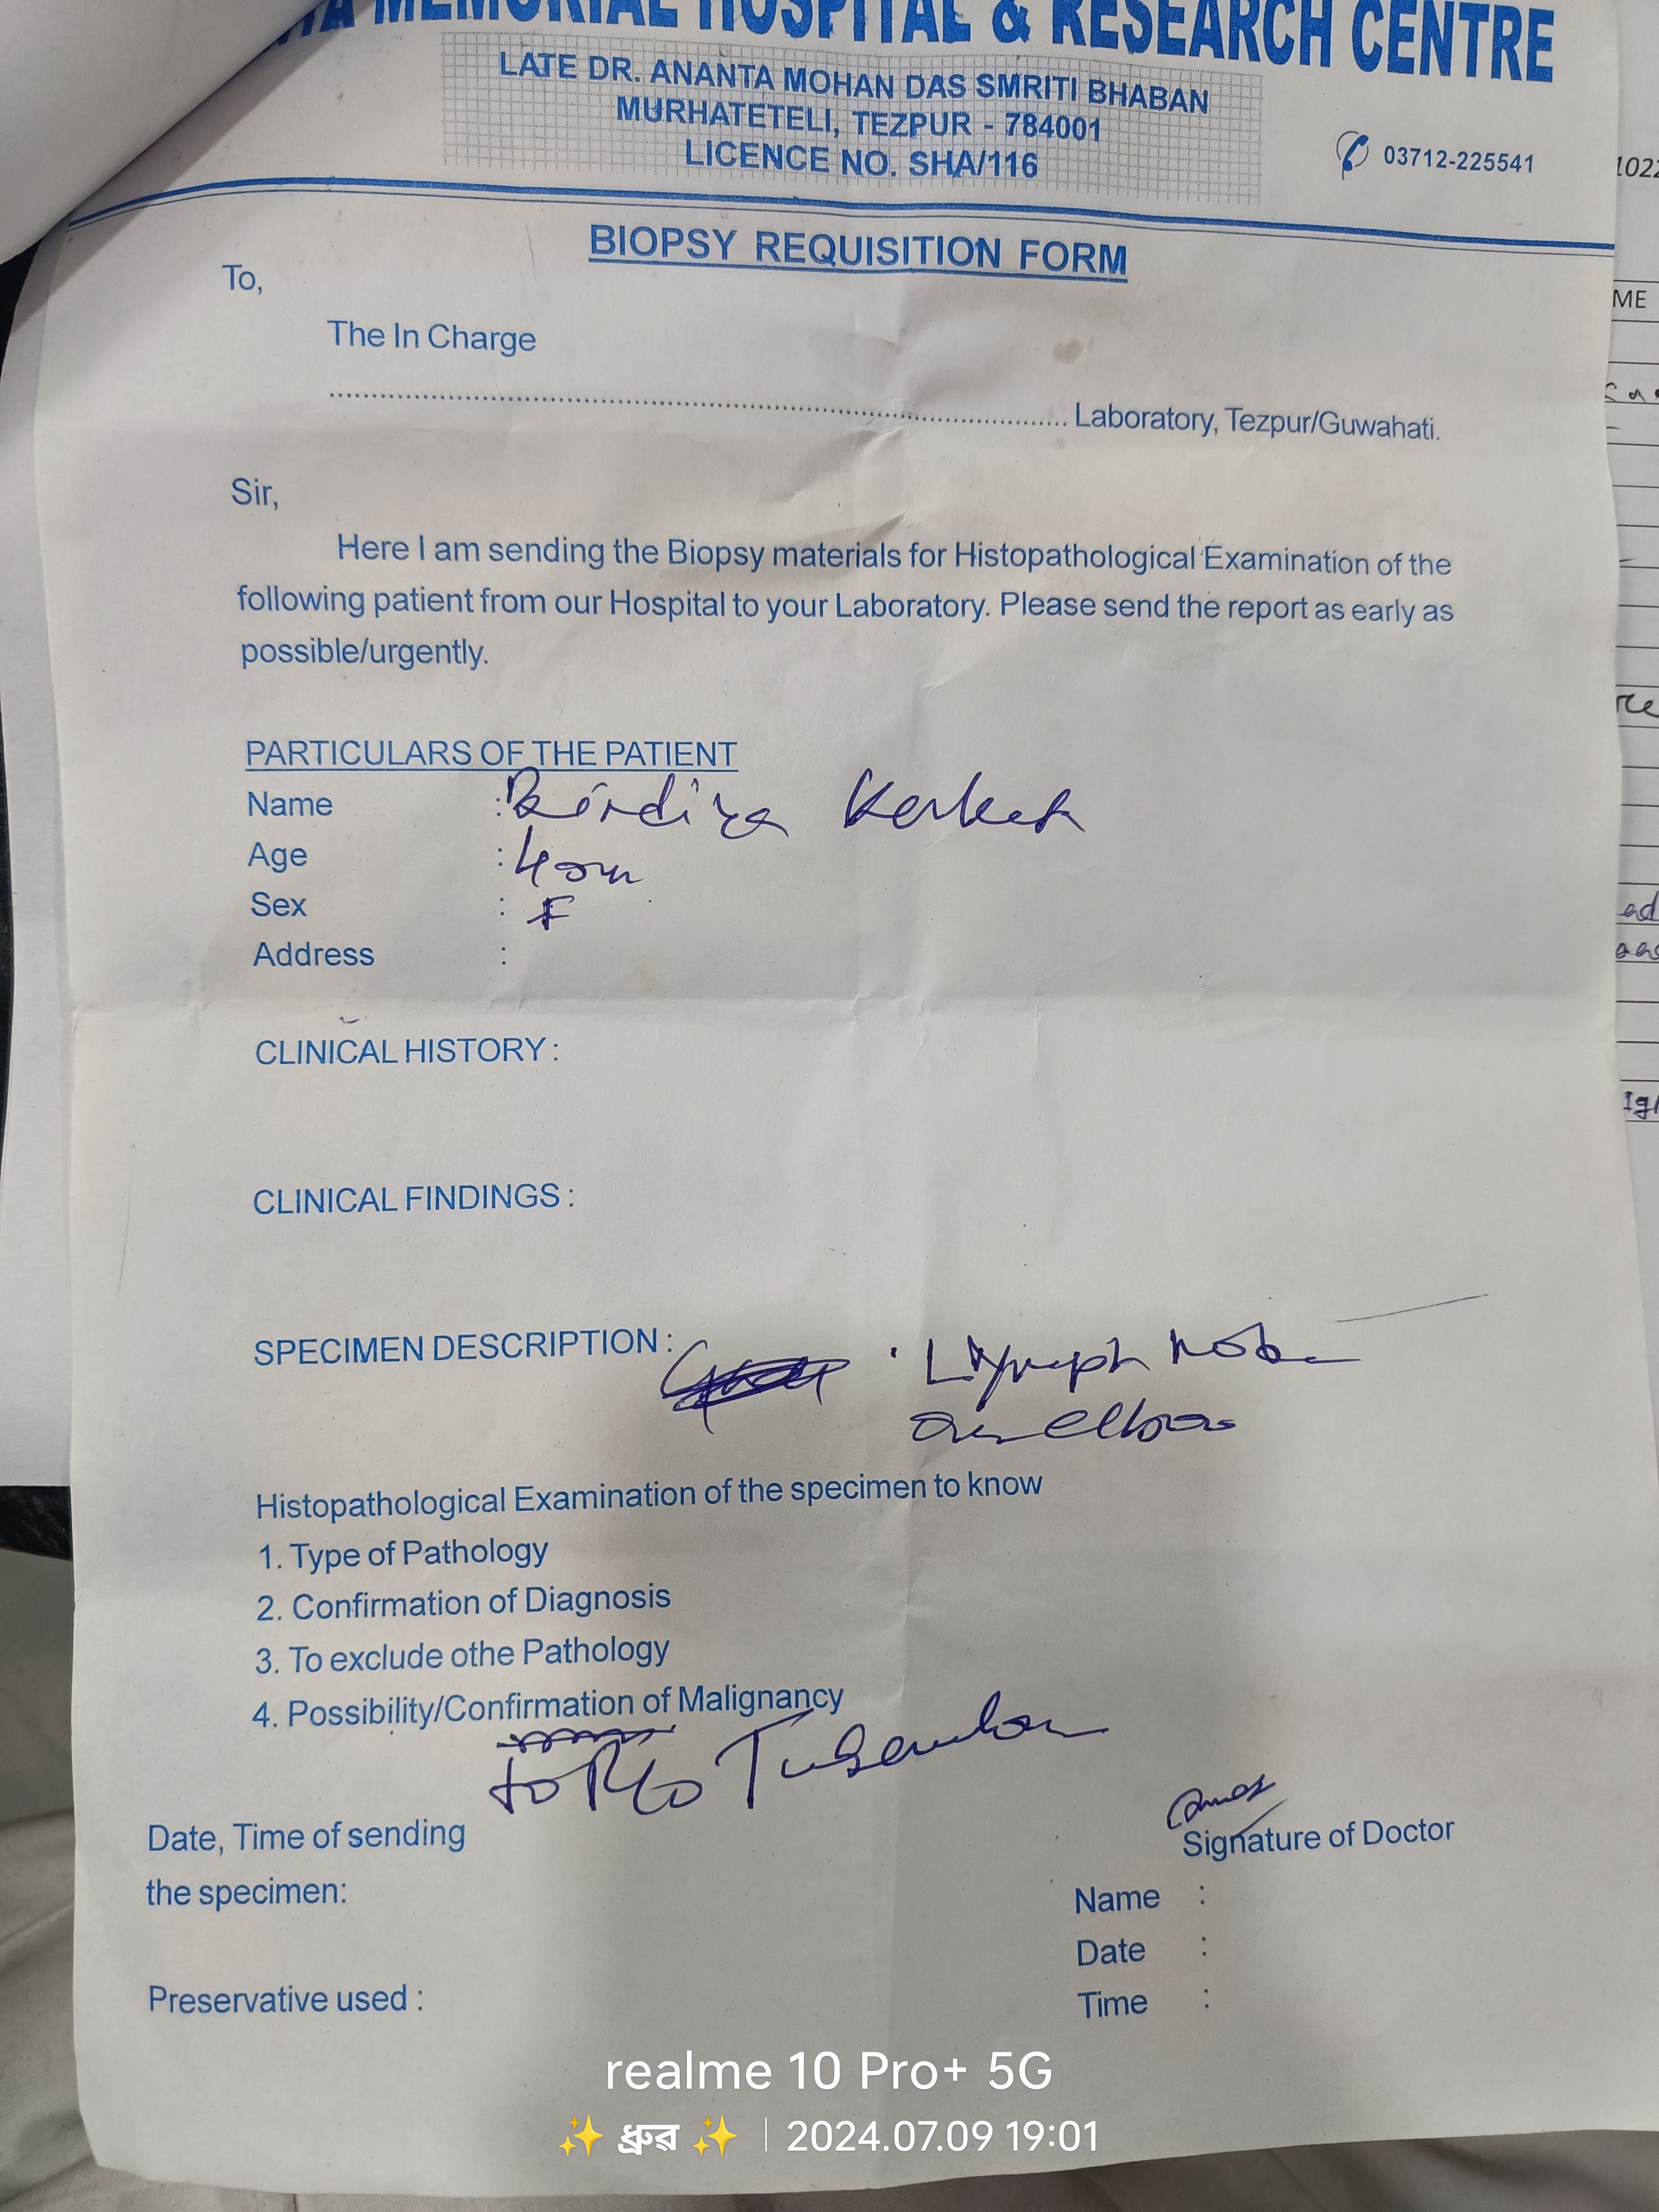 MEMORIAL HOSPITAL & RESEARCH CENTRE
LATE DR. ANANTA MOHAN DAS SMRITI BHABAN
MURHATETELI, TEZPUR - 784001
LICENCE NO. SHA/116
03712-225541
BIOPSY REQUISITION FORM
To,
The In Charge
Laboratory, Tezpur/Guwahati.
Sir,
Here I am sending the Biopsy materials for Histopathological Examination of the
following patient from our Hospital to your Laboratory. Please send the report as early as
possible/urgently.
PARTICULARS OF THE PATIENT
Name :
Age :
Sex : F
Address :
CLINICAL HISTORY :
CLINICAL FINDINGS :
SPECIMEN DESCRIPTION : Lymph node
Histopathological Examination of the specimen to know
1. Type of Pathology
2. Confirmation of Diagnosis
3. To exclude othe Pathology
4. Possibility/Confirmation of Malignancy
to R/o
Date, Time of sending
the specimen:
Signature of Doctor
Name :
Date :
Time :
Preservative used :
realme 10 Pro+ 5G
✨ ধ্রুৱ ✨ | 2024.07.09 19:01